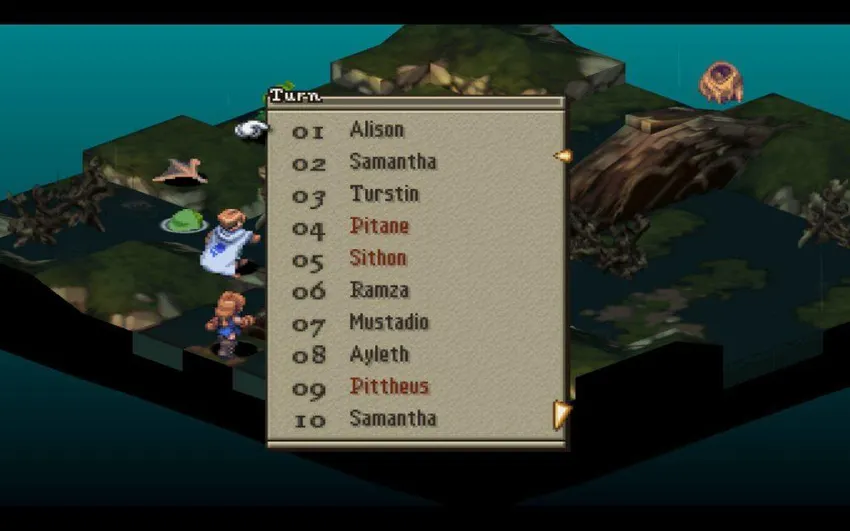 Turn
01 Alison
02 Samantha
03 Turstin
04 Pitane
05 Sithon
06 Ramza
07 Mustadio
08 Ayleth
09 Pittheus
10 Samantha